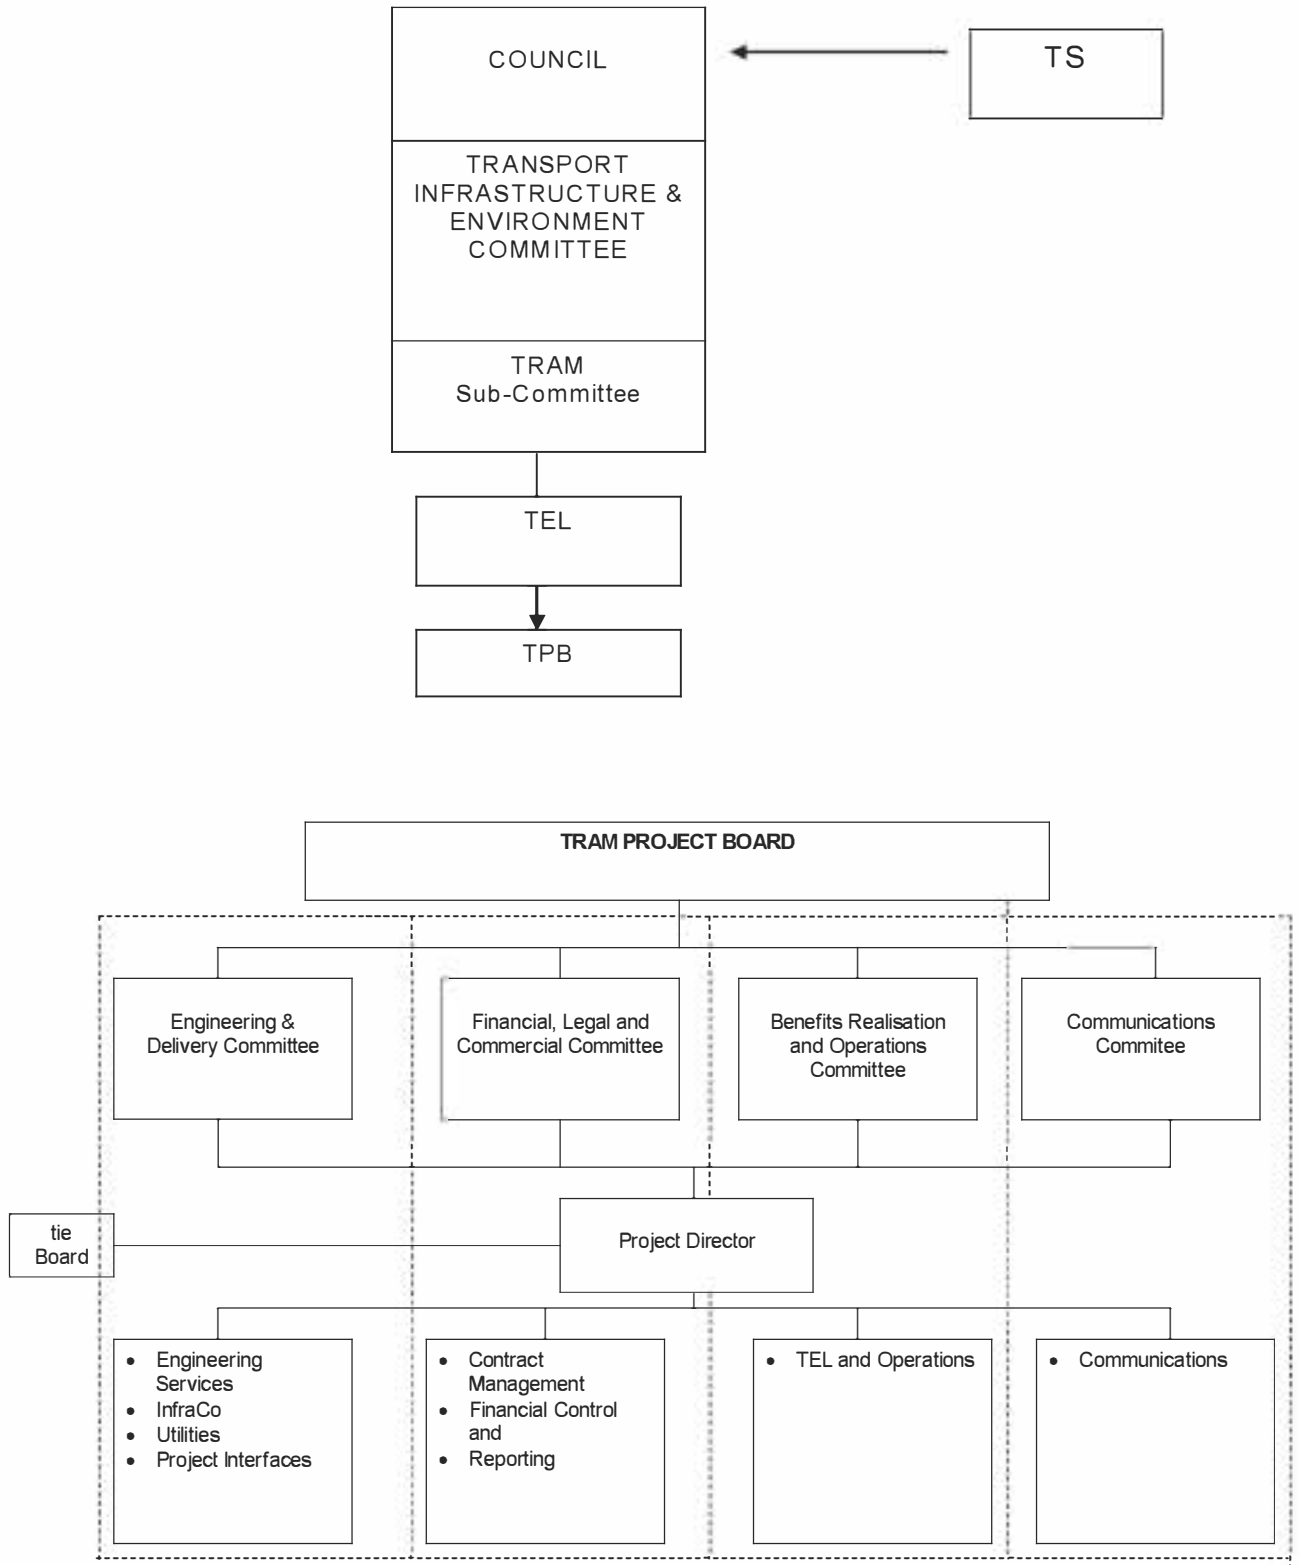 COUNCIL
TS
TRANSPORT
INFRASTRUCTURE &
ENVIRONMENT
COMMITTEE
TRAM
Sub-Committee
TEL
TPB
TRAM PROJECT BOARD
Engineering &
Delivery Committee
Financial, Legal and
Commercial Committee
Benefits Realisation
and Operations
Committee
Communications
Commitee
tie
Board
Project Director
• Engineering
Services
• InfraCo
• Utilities
• Project Interfaces
• Contract
Management
• Financial Control
and
• Reporting
• TEL and Operations
• Communications